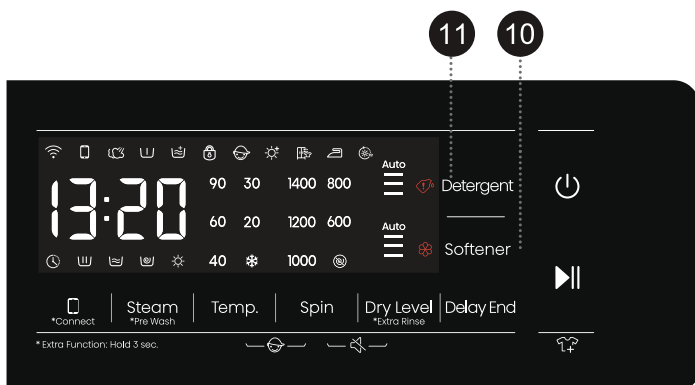 11 10
Auto
13:20 90 30 1400 800 Detergent
60 20 1200 600 Auto
Softener
40 1000
Steam Temp. Spin Dry Level Delay End
*Connect *Pre Wash *Extra Rinse
* Extra Function: Hold 3 sec.